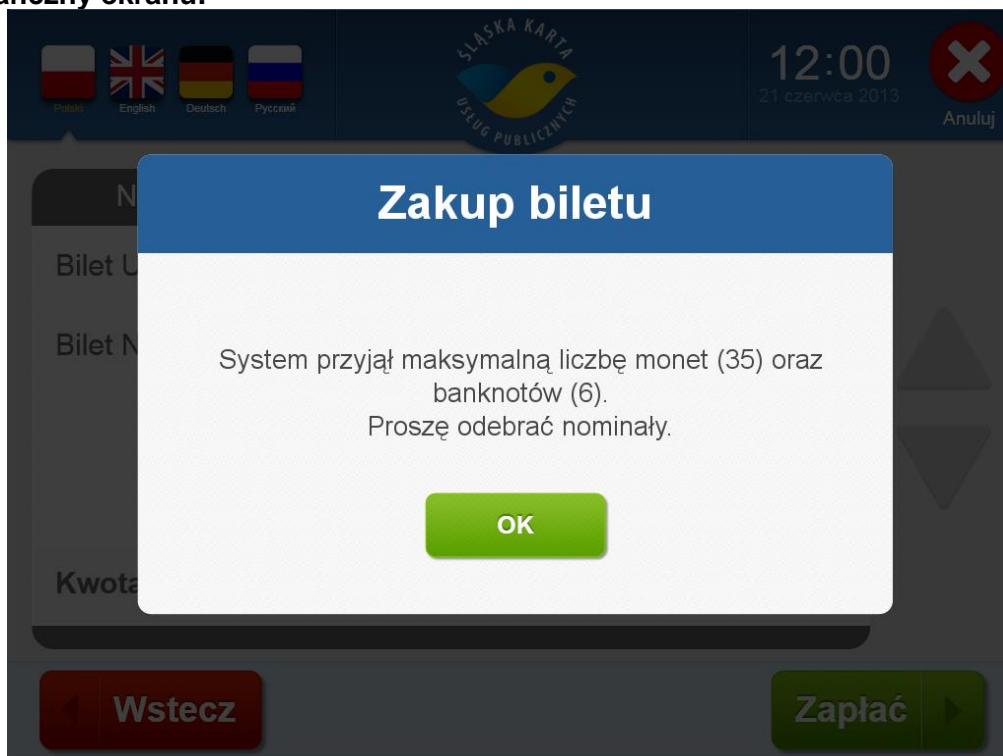 ŚLĄSKA KARTA
USŁUG PUBLICZNYCH
Polski English Deutsch Русский
12:00
21 czerwca 2013
Anuluj
Zakup biletu
Bilet
Bilet
System przyjął maksymalną liczbę monet (35) oraz
banknotów (6).
Proszę odebrać nominały.
OK
Kwota
Wstecz
Zapłać